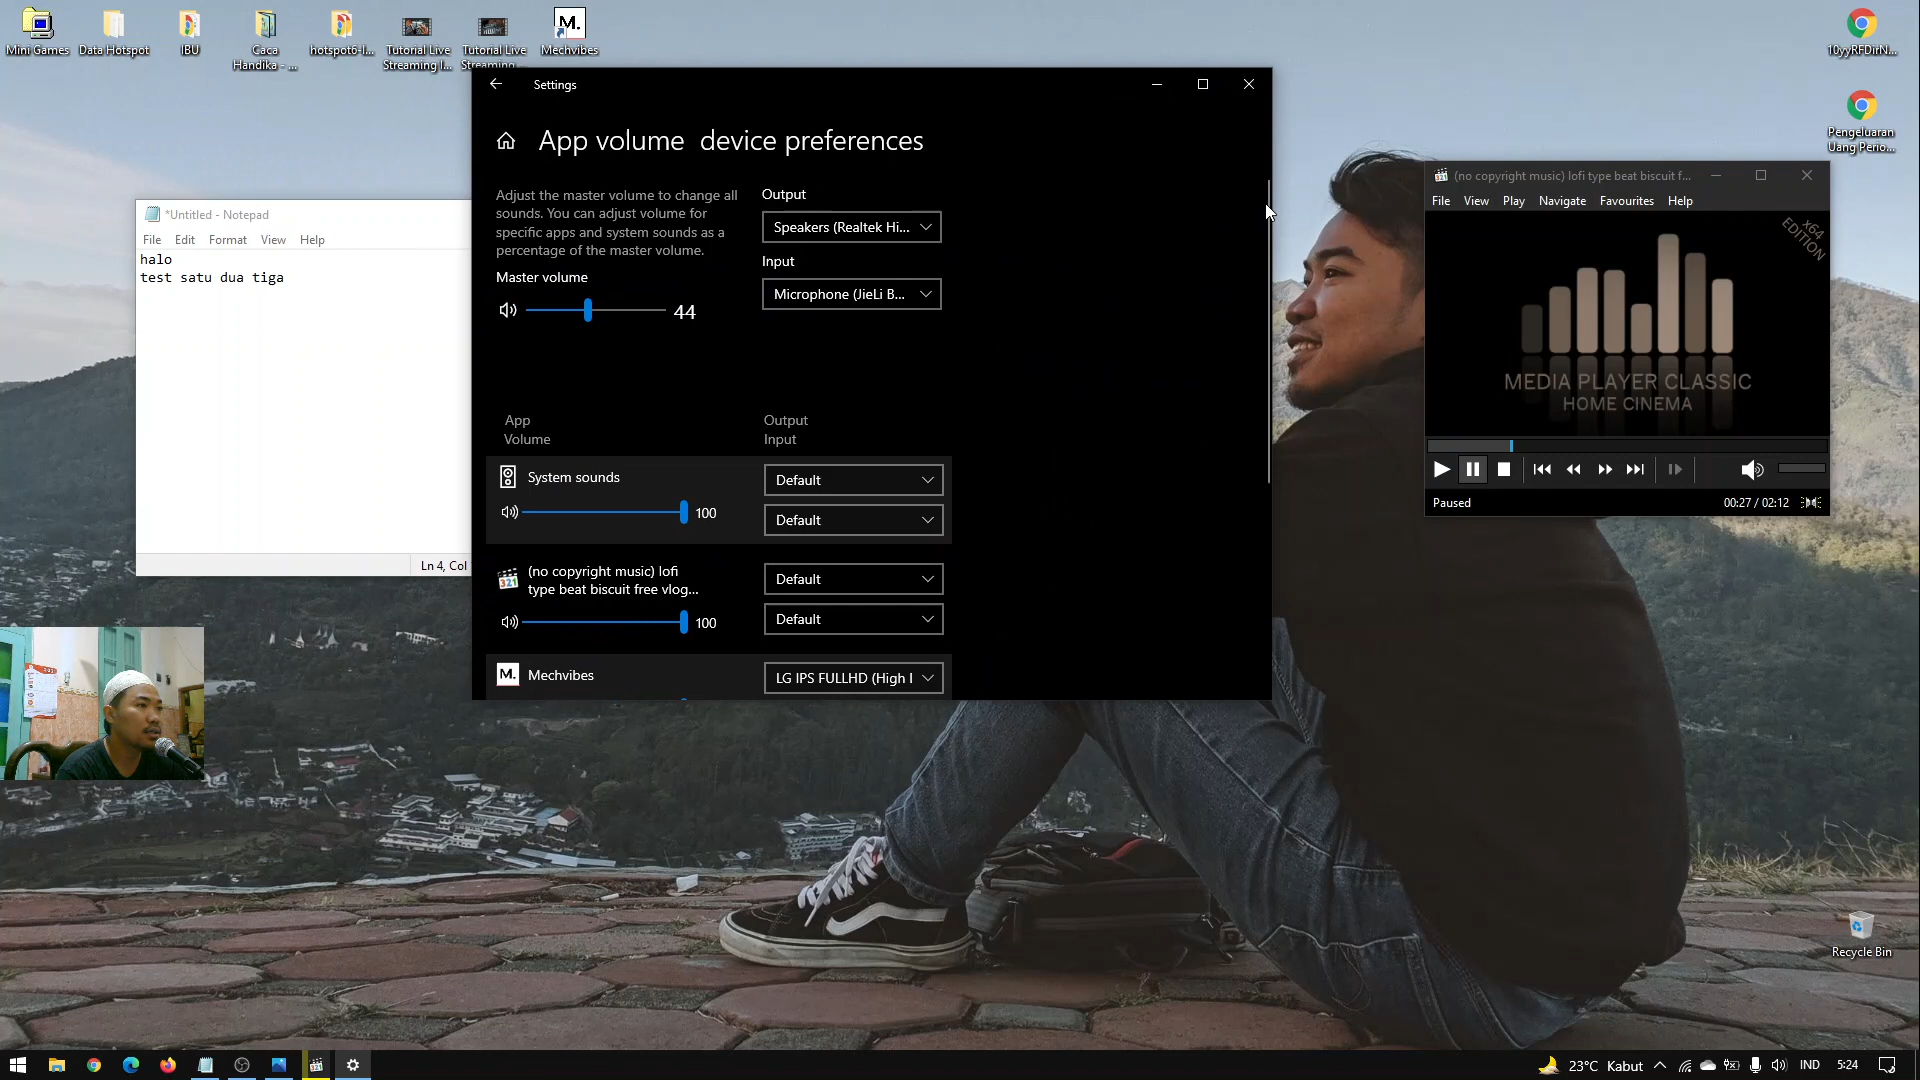 Mini Games
Data Hotspot
IBU
Caca
Handika - ...
hotspot6-l...
Tutorial Live
Streaming I...
Tutorial Live
Streaming ...
M.
Mechvibes
10yyRFDirN...
Pengeluaran
Uang Perio...
Recycle Bin
*Untitled - Notepad
File Edit Format View Help
halo
test satu dua tiga
Ln 4, Col
Settings
App volume device preferences
Adjust the master volume to change all
sounds. You can adjust volume for
specific apps and system sounds as a
percentage of the master volume.
Master volume
44
Output
Speakers (Realtek Hi...
Input
Microphone (JieLi B...
App
Volume
Output
Input
System sounds
100
Default
Default
(no copyright music) lofi
type beat biscuit free vlog...
100
Default
Default
M. Mechvibes
LG IPS FULLHD (High
(no copyright music) lofi type beat biscuit f...
File View Play Navigate Favourites Help
x64
EDITION
MEDIA PLAYER CLASSIC
HOME CINEMA
Paused
00:27 / 02:12
23°C Kabut
IND
5:24